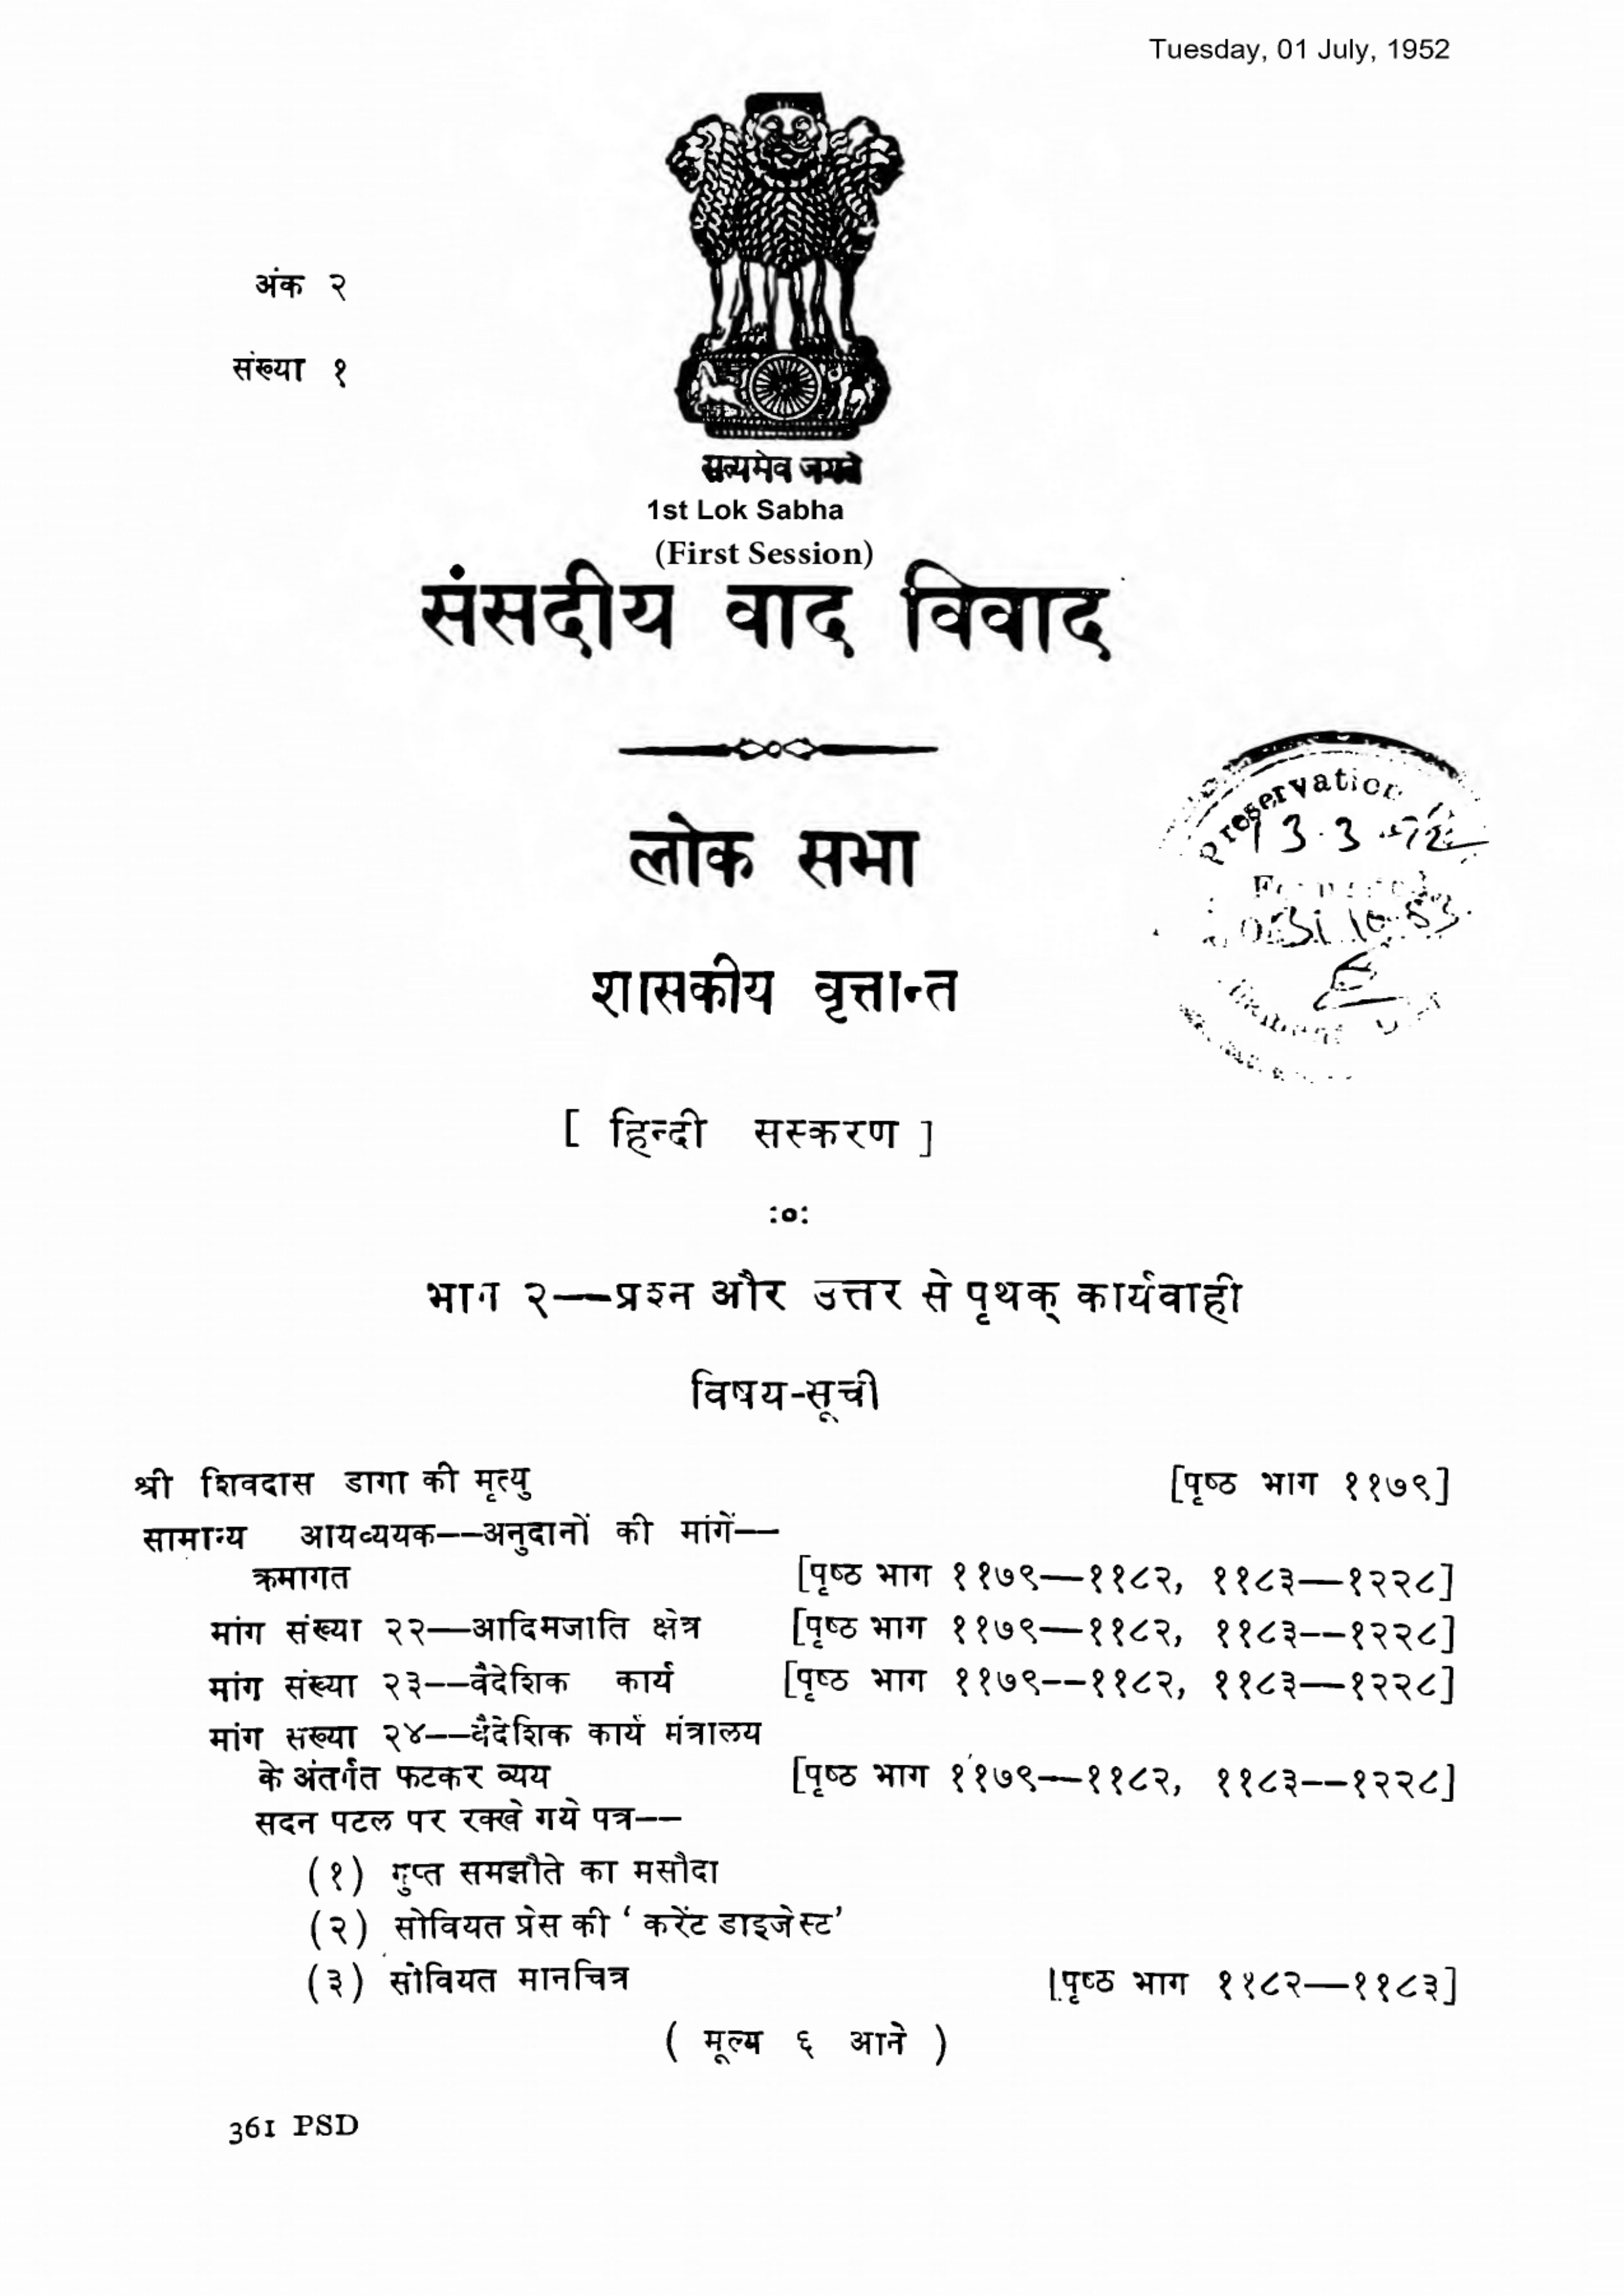 Tuesday, 01 July, 1952
अंक २
संख्या १
सत्यमेव जयते
1st Lok Sabha
(First Session)
संसदीय वाद विवाद
लोक सभा
Preservation
13.3.72
शासकीय वृत्तान्त
[ हिन्दी सस्करण ]
:०:
भाग २—प्रश्न और उत्तर से पृथक् कार्यवाही
विषय-सूची
श्री शिवदास डागा की मृत्यु [पृष्ठ भाग ११७९]
सामान्य आयव्ययक——अनुदानों की मांगें——
क्रमागत [पृष्ठ भाग ११७९—११८२, ११८३—१२२८]
मांग संख्या २२—आदिमजाति क्षेत्र [पृष्ठ भाग ११७९—११८२, ११८३——१२२८]
मांग संख्या २३——वैदेशिक कार्य [पृष्ठ भाग ११७९——११८२, ११८३—१२२८]
मांग संख्या २४——वैदेशिक कार्य मंत्रालय
के अंतर्गत फटकर व्यय [पृष्ठ भाग ११७९—११८२, ११८३——१२२८]
सदन पटल पर रक्खे गये पत्र——
(१) गुप्त समझौते का मसौदा
(२) सोवियत प्रेस की ‘ करेंट डाइजेस्ट’
(३) सोवियत मानचित्र [पृष्ठ भाग ११८२—११८३]
( मूल्य ६ आने )
361 PSD